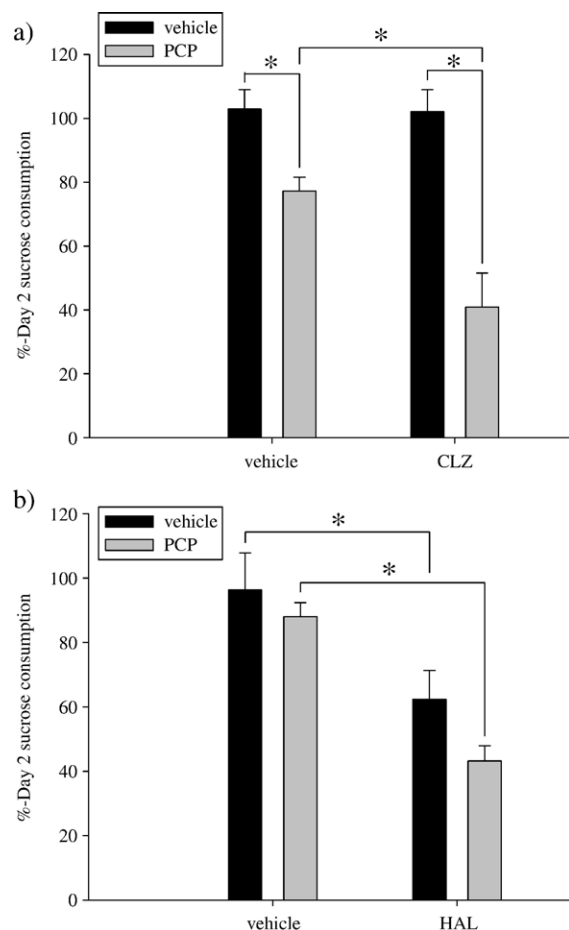 a)
vehicle
PCP
120
100
80
60
40
20
0
%-Day 2 sucrose consumption
*
*
*
vehicle CLZ
b)
vehicle
PCP
120
100
80
60
40
20
0
%-Day 2 sucrose consumption
*
*
vehicle HAL